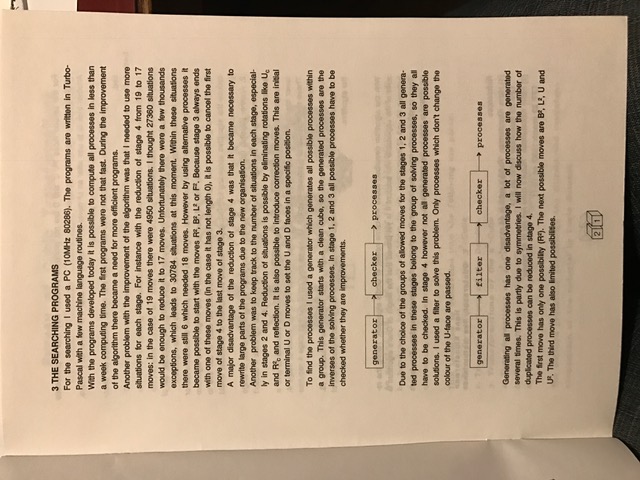 3 THE SEARCHING PROGRAMS
For the searching I used a PC (10MHz 80286). The programs are written in Turbo-
Pascal with a few machine language routines.
With the programs developed today it is possible to compute all processes in less than
a week computing time. The first programs were not that fast. During the improvement
of the algorithm there became a need for more efficient programs.
Another problem with the improvement of the algorithm was that I needed to use more
situations for each stage. For instance with the reduction of stage 4 from 19 to 17
moves: in the case of 19 moves there were 4950 situations. I thought 27360 situations
would be enough to reduce it to 17 moves. Unfortunately there were a few thousands
exceptions, which leads to 30784 situations at this moment. Within these situations
there were still 6 which needed 18 moves. However by using alternative processes it
became possible to start with the moves R², B², L² or F². Because stage 3 always ends
with one of these moves (in the case it has not length 0), it is possible to cancel the first
move of stage 4 to the last move of stage 3.
A major disadvantage of the reduction of stage 4 was that it became necessary to
rewrite large parts of the programs due to the new organisation.
Another problem was to keep track to the number of situations in each stage, especial-
ly in stages 2 and 4. Reduction of situations is possible by eliminating rotations like U꜀
and R²꜀ and reflection. It is also possible to introduce correction moves. This are initial
or terminal U or D moves to set the U and D faces in a specific position.
To find the processes I used a generator which generates all possible processes within
a group. This generator starts with a clean cube, so the generated processes are the
inverses of the solving processes. In stage 1, 2 and 3 all possible processes have to be
checked whether they are improvements.
generator → checker → processes
Due to the choice of the groups of allowed moves for the stages 1, 2 and 3 all genera-
ted processes in these stages belong to the group of solving processes, so they all
have to be checked. In stage 4 however not all generated processes are possible
solutions. I used a filter to solve this problem. Only processes which don't change the
colour of the U-face are passed.
generator → filter → checker → processes
Generating all processes has one disadvantage, a lot of processes are generated
several times. This is partly due to symmetries. I will now discuss how the number of
duplicated processes can be reduced in stage 4.
The first move has only one possibility (R²). The next possible moves are B², L², U and
U². The third move has also limited possibilities.
21